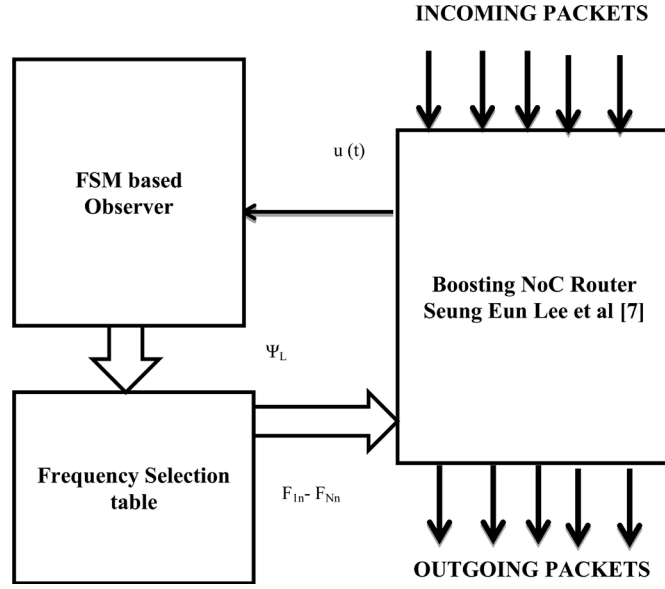 INCOMING PACKETS
u (t)
FSM based
Observer
Boosting NoC Router
Seung Eun Lee et al [7]
Ψ_L
Frequency Selection
table
F_1n- F_Nn
OUTGOING PACKETS